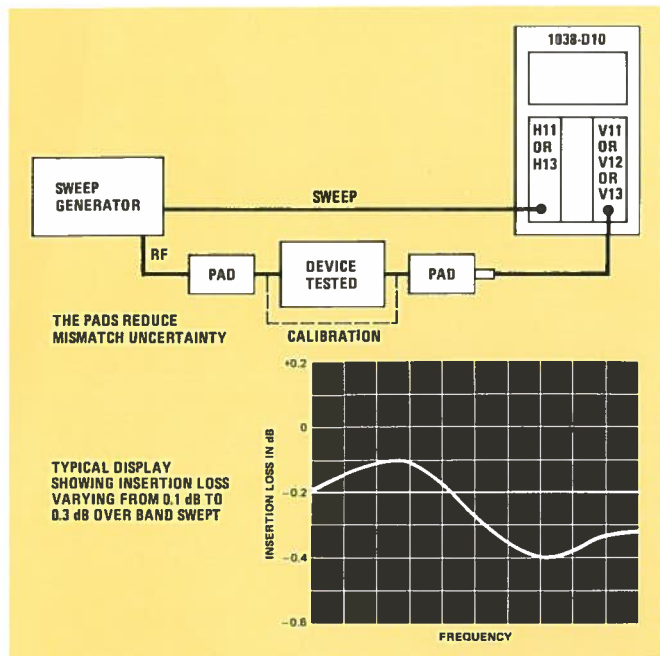 1038-D10
H11
OR
H13
V11
OR
V12
OR
V13
SWEEP
GENERATOR
SWEEP
RF
PAD
DEVICE
TESTED
PAD
THE PADS REDUCE
MISMATCH UNCERTAINTY
CALIBRATION
TYPICAL DISPLAY
SHOWING INSERTION LOSS
VARYING FROM 0.1 dB TO
0.3 dB OVER BAND SWEPT
INSERTION LOSS IN dB
+0.2
0
-0.2
-0.4
-0.6
FREQUENCY